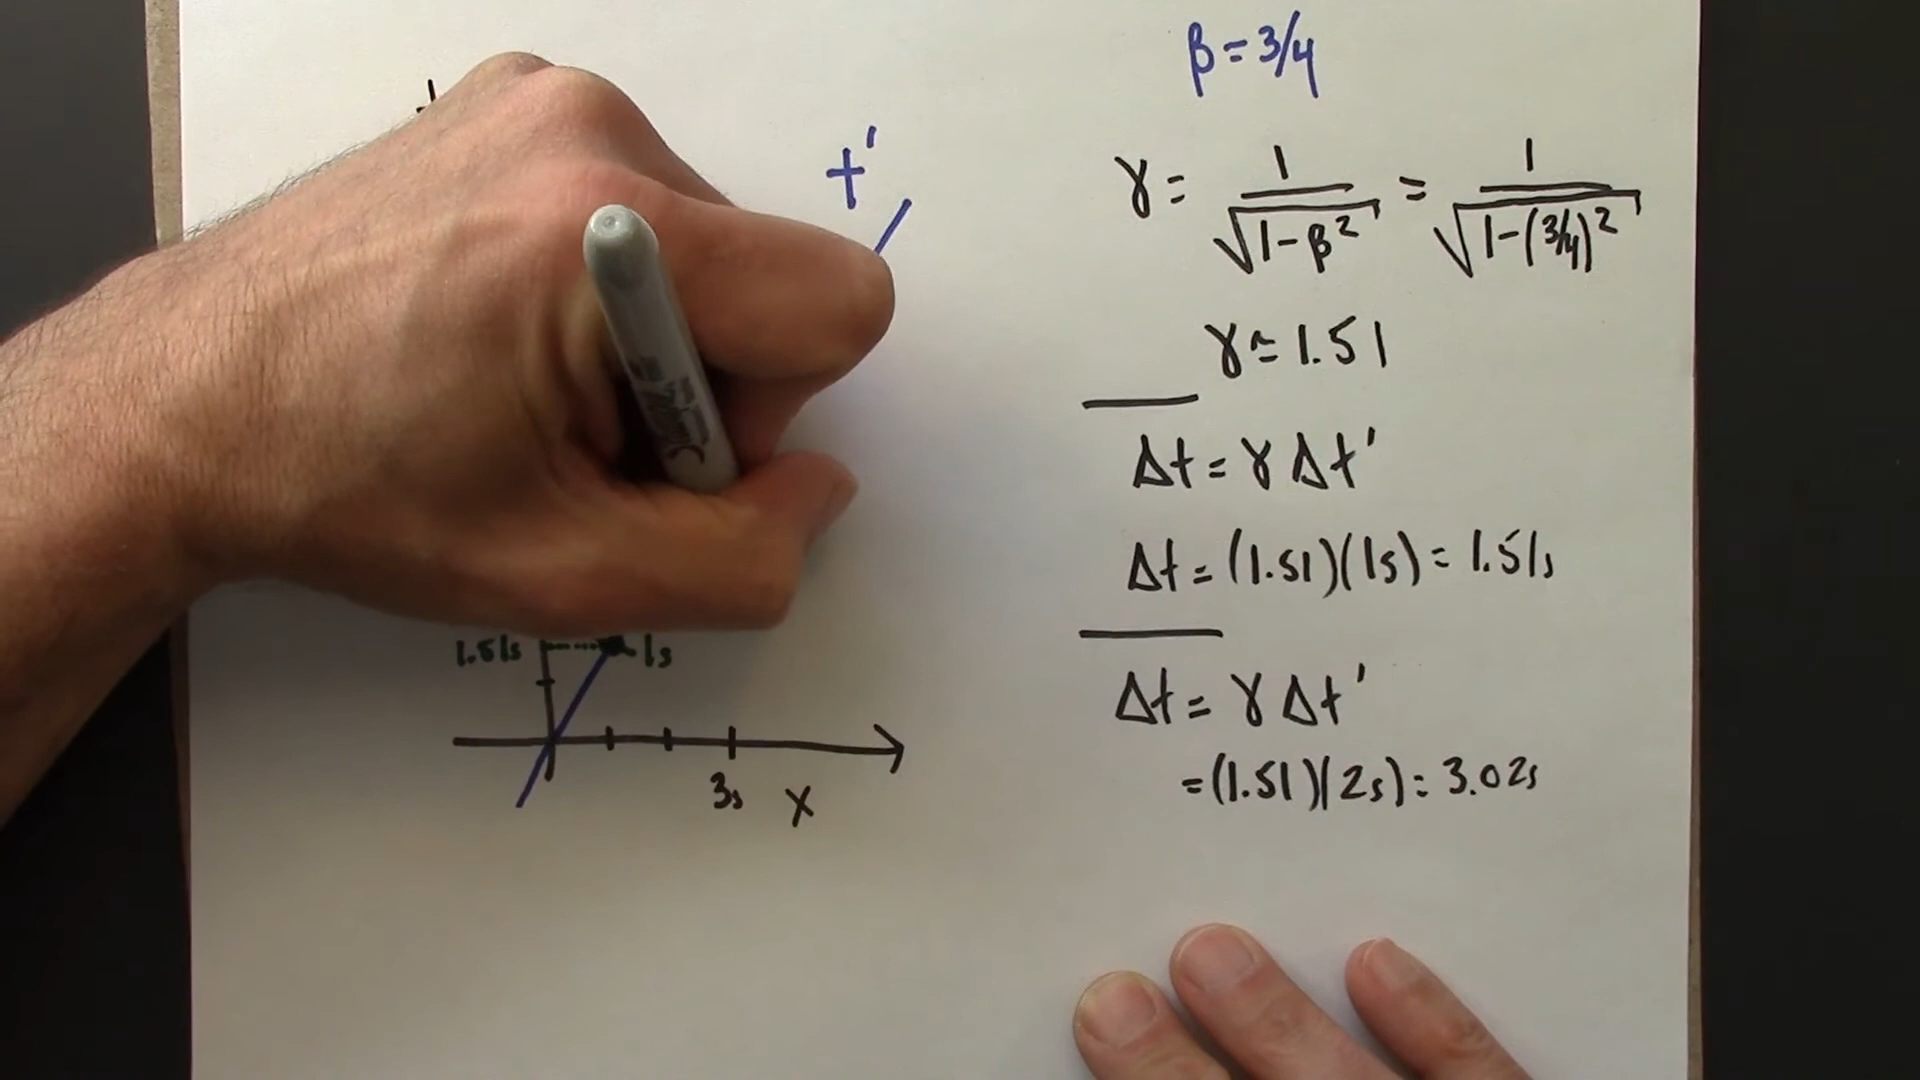 β = 3/4
t'
γ = 1/√(1-β²) = 1/√(1-(3/4)²)
γ ≃ 1.51
Δt = γ Δt'
Δt = (1.51)(1s) = 1.51s
1.51s 1s
Δt = γ Δt'
= (1.51)(2s) = 3.02s
3s x